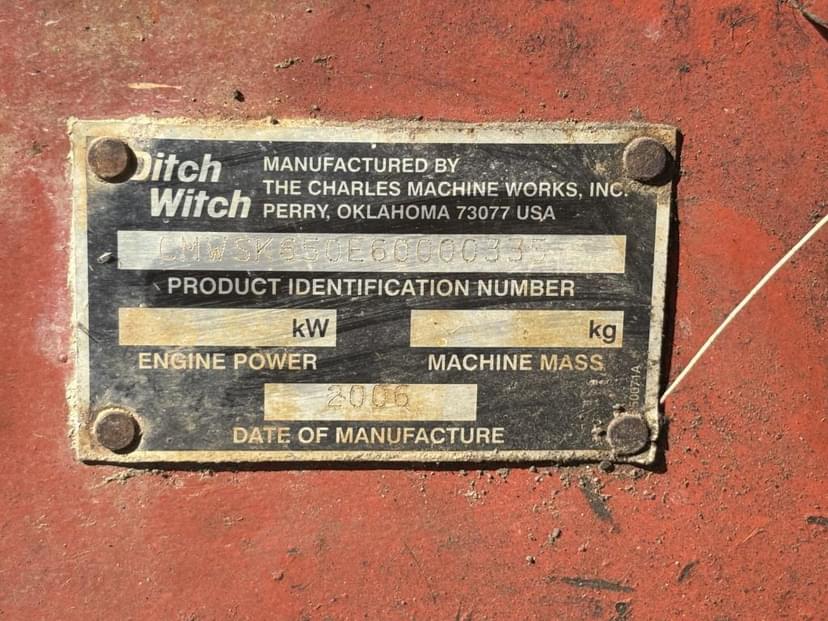 Ditch Witch
MANUFACTURED BY
THE CHARLES MACHINE WORKS, INC.
PERRY, OKLAHOMA 73077 USA
CMWSK650E60000335
PRODUCT IDENTIFICATION NUMBER
kW
kg
ENGINE POWER
MACHINE MASS
2006
DATE OF MANUFACTURE